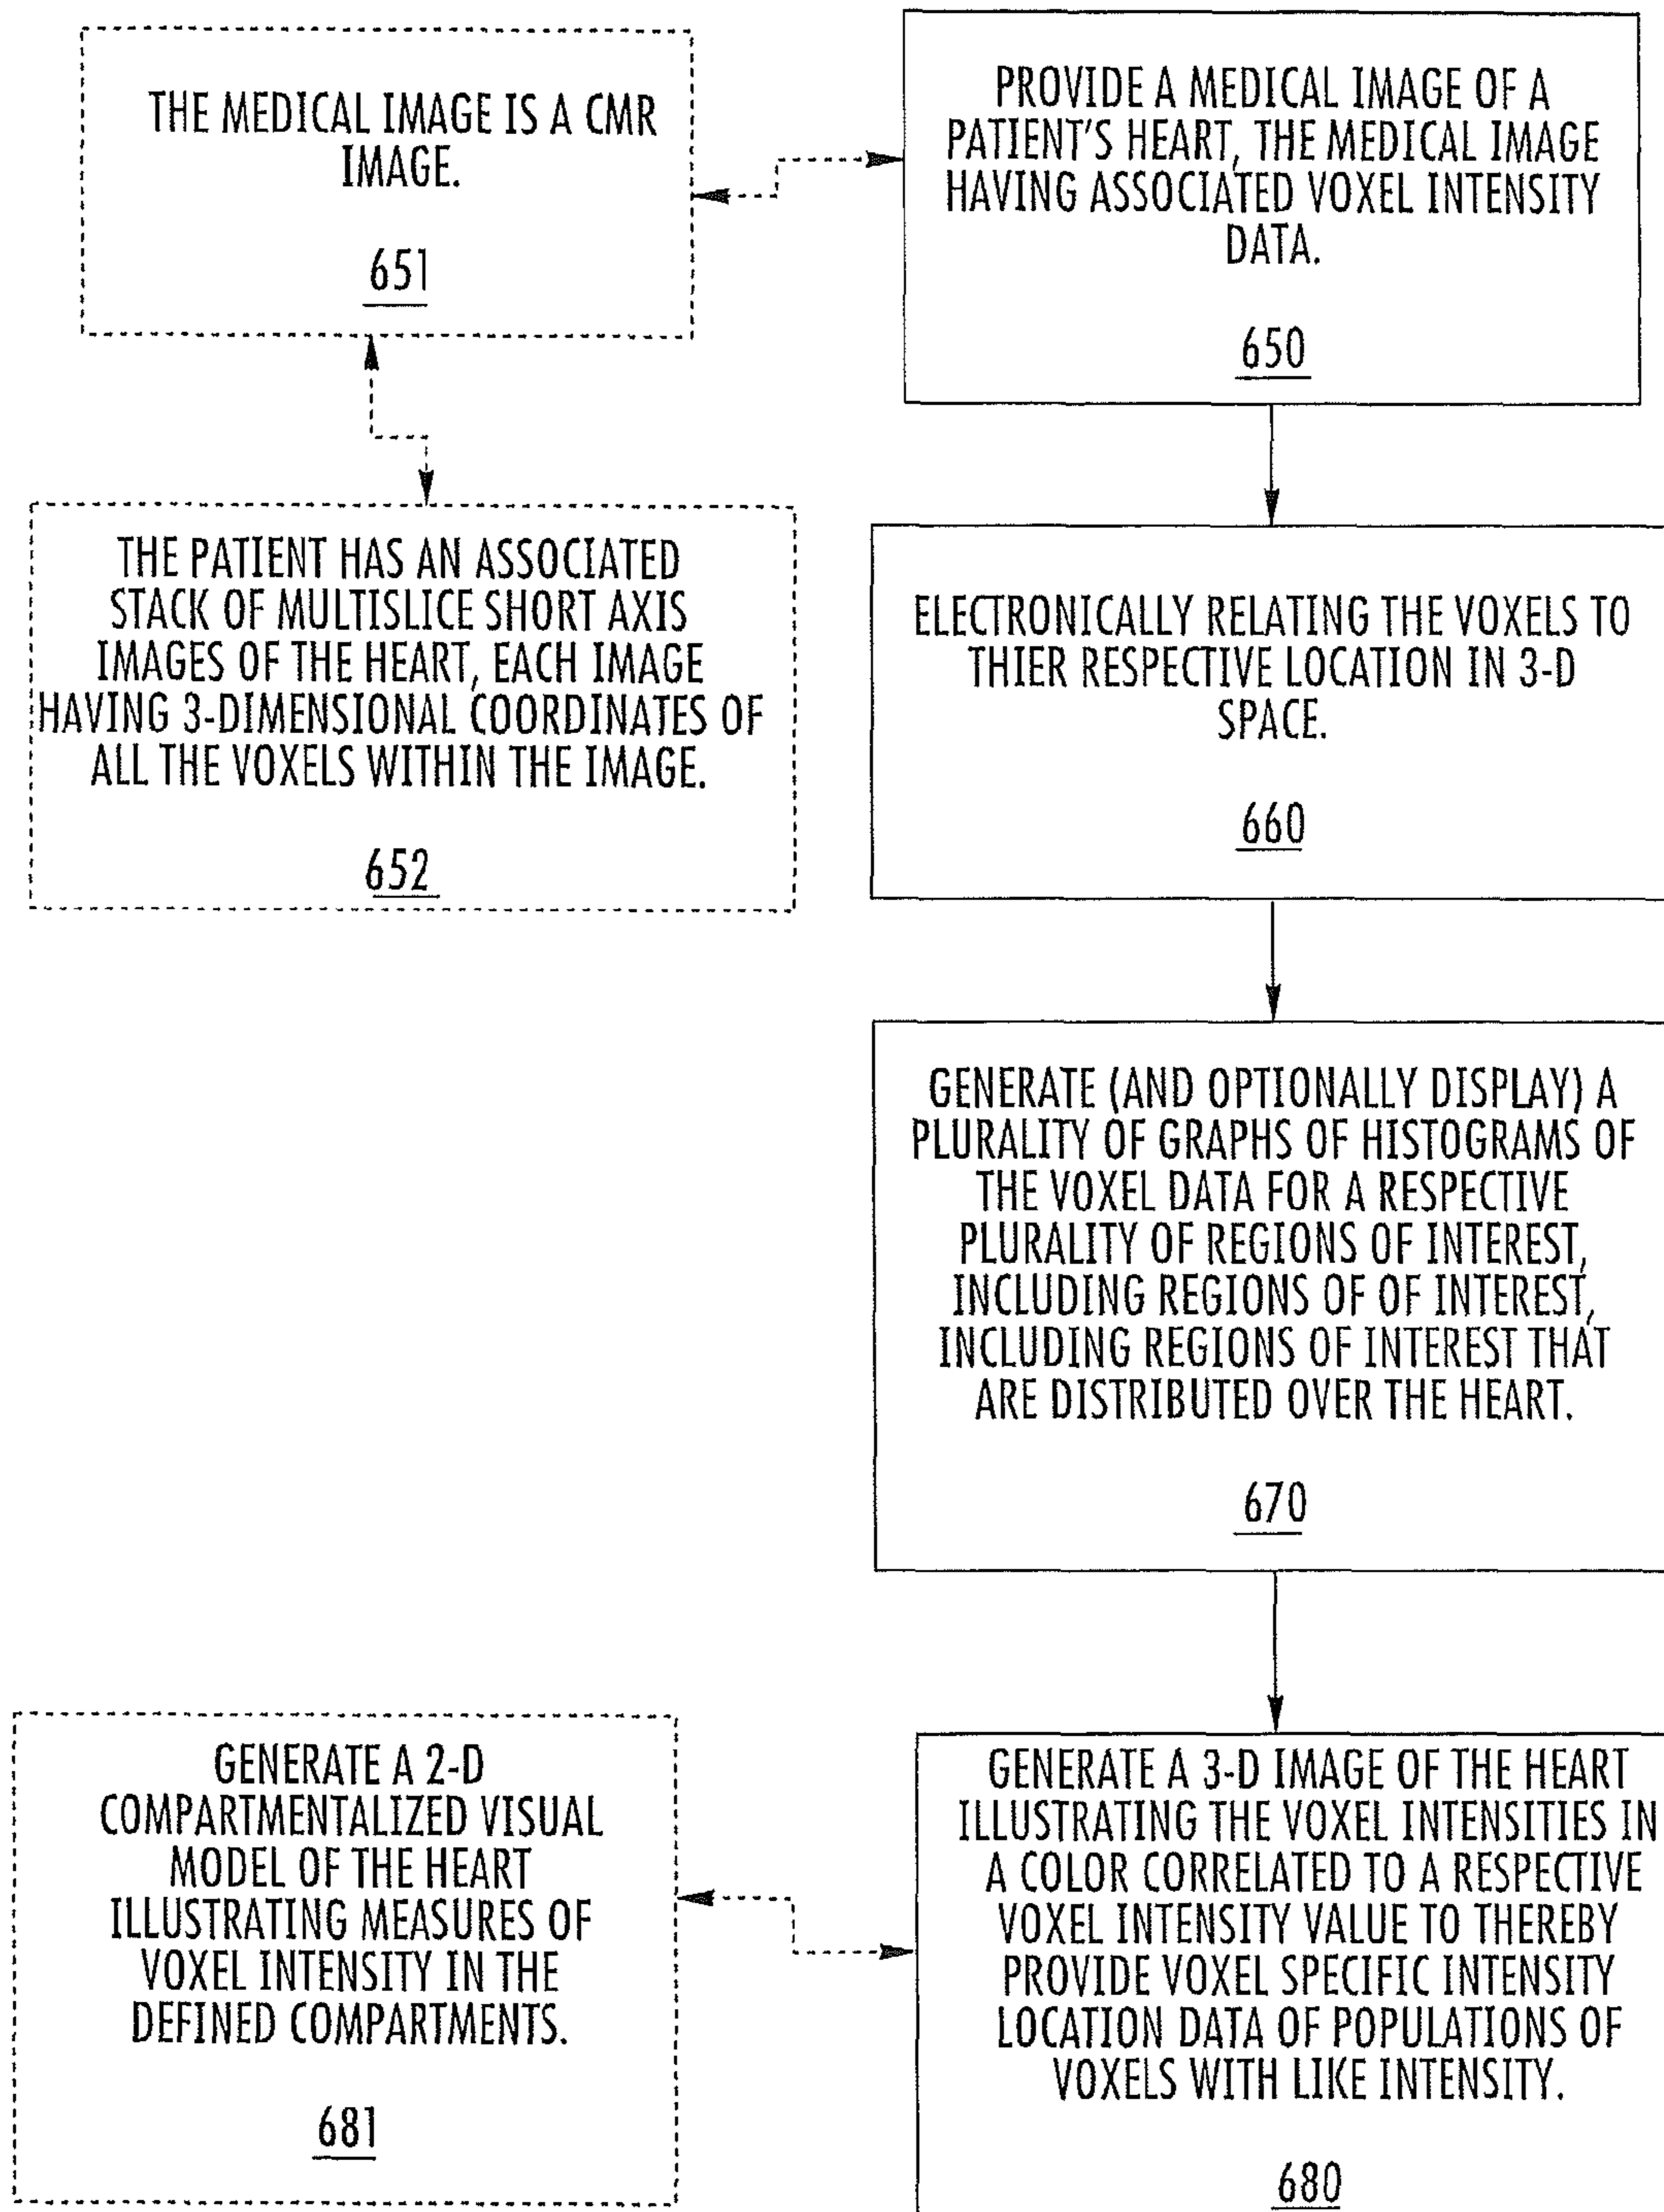 THE MEDICAL IMAGE IS A CMR
IMAGE.
651
PROVIDE A MEDICAL IMAGE OF A
PATIENT'S HEART, THE MEDICAL IMAGE
HAVING ASSOCIATED VOXEL INTENSITY
DATA.
650
THE PATIENT HAS AN ASSOCIATED
STACK OF MULTISLICE SHORT AXIS
IMAGES OF THE HEART, EACH IMAGE
HAVING 3-DIMENSIONAL COORDINATES OF
ALL THE VOXELS WITHIN THE IMAGE.
652
ELECTRONICALLY RELATING THE VOXELS TO
THIER RESPECTIVE LOCATION IN 3-D
SPACE.
660
GENERATE (AND OPTIONALLY DISPLAY) A
PLURALITY OF GRAPHS OF HISTOGRAMS OF
THE VOXEL DATA FOR A RESPECTIVE
PLURALITY OF REGIONS OF INTEREST,
INCLUDING REGIONS OF OF INTEREST,
INCLUDING REGIONS OF INTEREST THAT
ARE DISTRIBUTED OVER THE HEART.
670
GENERATE A 2-D
COMPARTMENTALIZED VISUAL
MODEL OF THE HEART
ILLUSTRATING MEASURES OF
VOXEL INTENSITY IN THE
DEFINED COMPARTMENTS.
681
GENERATE A 3-D IMAGE OF THE HEART
ILLUSTRATING THE VOXEL INTENSITIES IN
A COLOR CORRELATED TO A RESPECTIVE
VOXEL INTENSITY VALUE TO THEREBY
PROVIDE VOXEL SPECIFIC INTENSITY
LOCATION DATA OF POPULATIONS OF
VOXELS WITH LIKE INTENSITY.
680